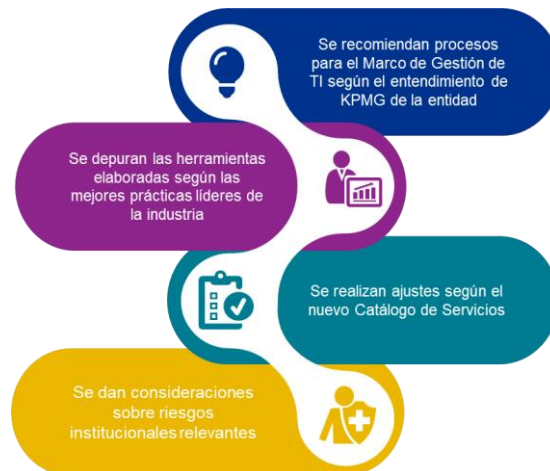 Se recomiendan procesos
para el Marco de Gestión de
TI según el entendimiento de
KPMG de la entidad
Se depuran las herramientas
elaboradas según las
mejores prácticas líderes de
la industria
Se realizan ajustes según el
nuevo Catálogo de Servicios
Se dan consideraciones
sobre riesgos
institucionales relevantes